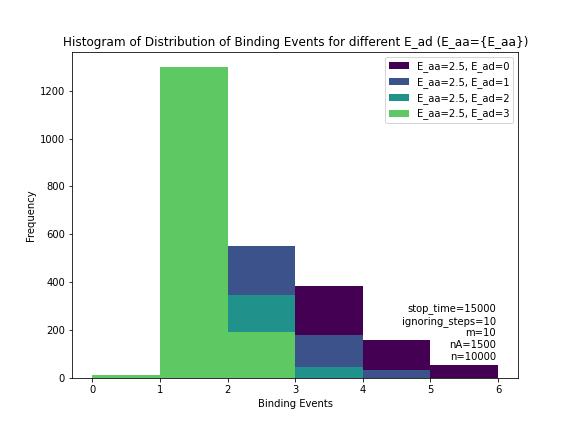 Histogram of Distribution of Binding Events for different E_ad (E_aa={E_aa})
E_aa=2.5, E_ad=0
E_aa=2.5, E_ad=1
E_aa=2.5, E_ad=2
E_aa=2.5, E_ad=3
1200
1000
800
600
400
200
0
Frequency
stop_time=15000
ignoring_steps=10
m=10
nA=1500
n=10000
0 1 2 3 4 5 6
Binding Events